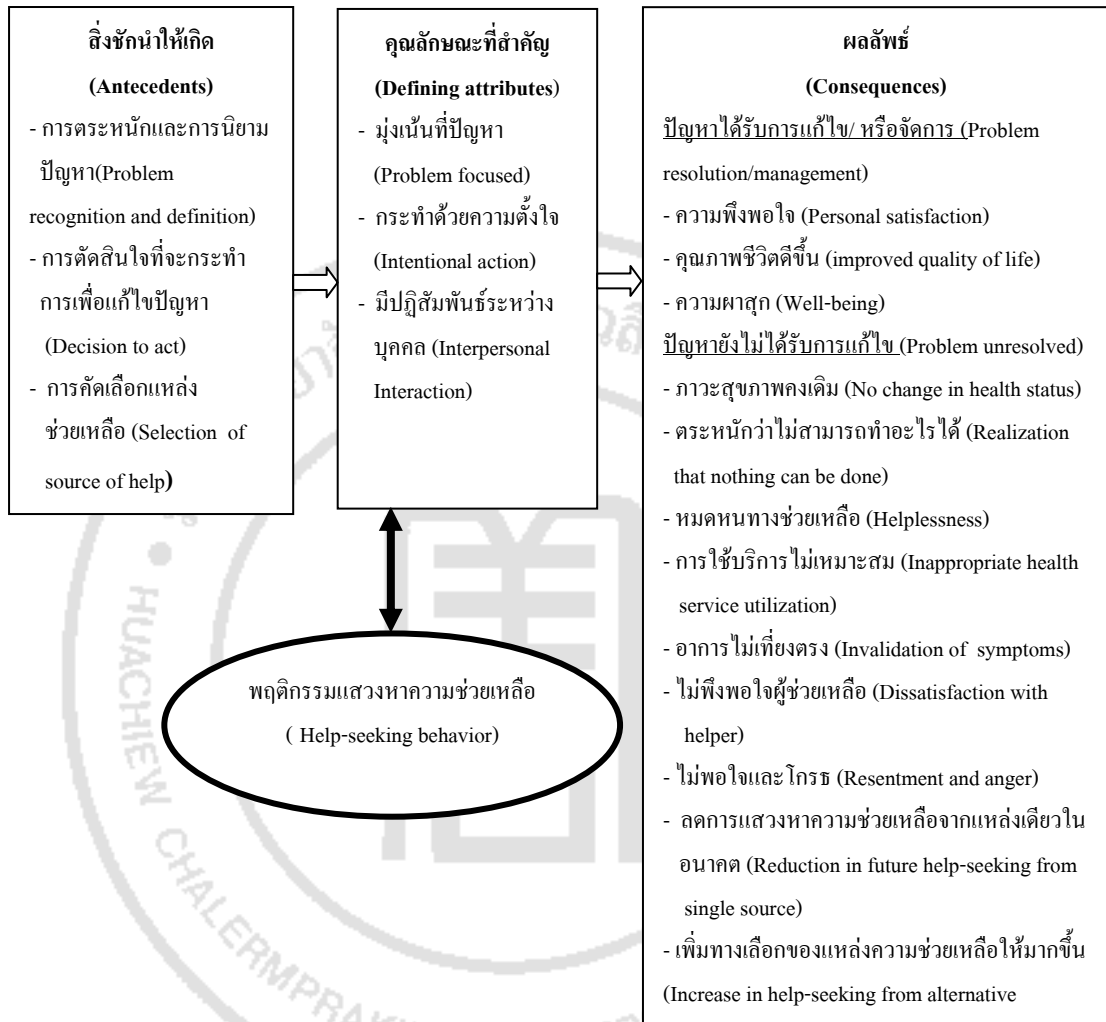 สิ่งชักนำให้เกิด
(Antecedents)
- การตระหนักและการนิยาม
ปัญหา(Problem
recognition and definition)
- การตัดสินใจที่จะกระทำ
การเพื่อแก้ไขปัญหา
(Decision to act)
- การคัดเลือกแหล่ง
ช่วยเหลือ (Selection of
source of help)
คุณลักษณะที่สำคัญ
(Defining attributes)
- มุ่งเน้นที่ปัญหา
(Problem focused)
- กระทำด้วยความตั้งใจ
(Intentional action)
- มีปฏิสัมพันธ์ระหว่าง
บุคคล (Interpersonal
Interaction)
ผลลัพธ์
(Consequences)
ปัญหาได้รับการแก้ไข/ หรือจัดการ (Problem
resolution/management)
- ความพึงพอใจ (Personal satisfaction)
- คุณภาพชีวิตดีขึ้น (improved quality of life)
- ความผาสุก (Well-being)
ปัญหายังไม่ได้รับการแก้ไข (Problem unresolved)
- ภาวะสุขภาพคงเดิม (No change in health status)
- ตระหนักว่าไม่สามารถทำอะไรได้ (Realization
that nothing can be done)
- หมดหนทางช่วยเหลือ (Helplessness)
- การใช้บริการไม่เหมาะสม (Inappropriate health
service utilization)
- อาการไม่เที่ยงตรง (Invalidation of symptoms)
- ไม่พึงพอใจผู้ช่วยเหลือ (Dissatisfaction with
helper)
- ไม่พอใจและโกรธ (Resentment and anger)
- ลดการแสวงหาความช่วยเหลือจากแหล่งเดียวใน
อนาคต (Reduction in future help-seeking from
single source)
- เพิ่มทางเลือกของแหล่งความช่วยเหลือให้มากขึ้น
(Increase in help-seeking from alternative
พฤติกรรมแสวงหาความช่วยเหลือ
( Help-seeking behavior)
HUACHIEW